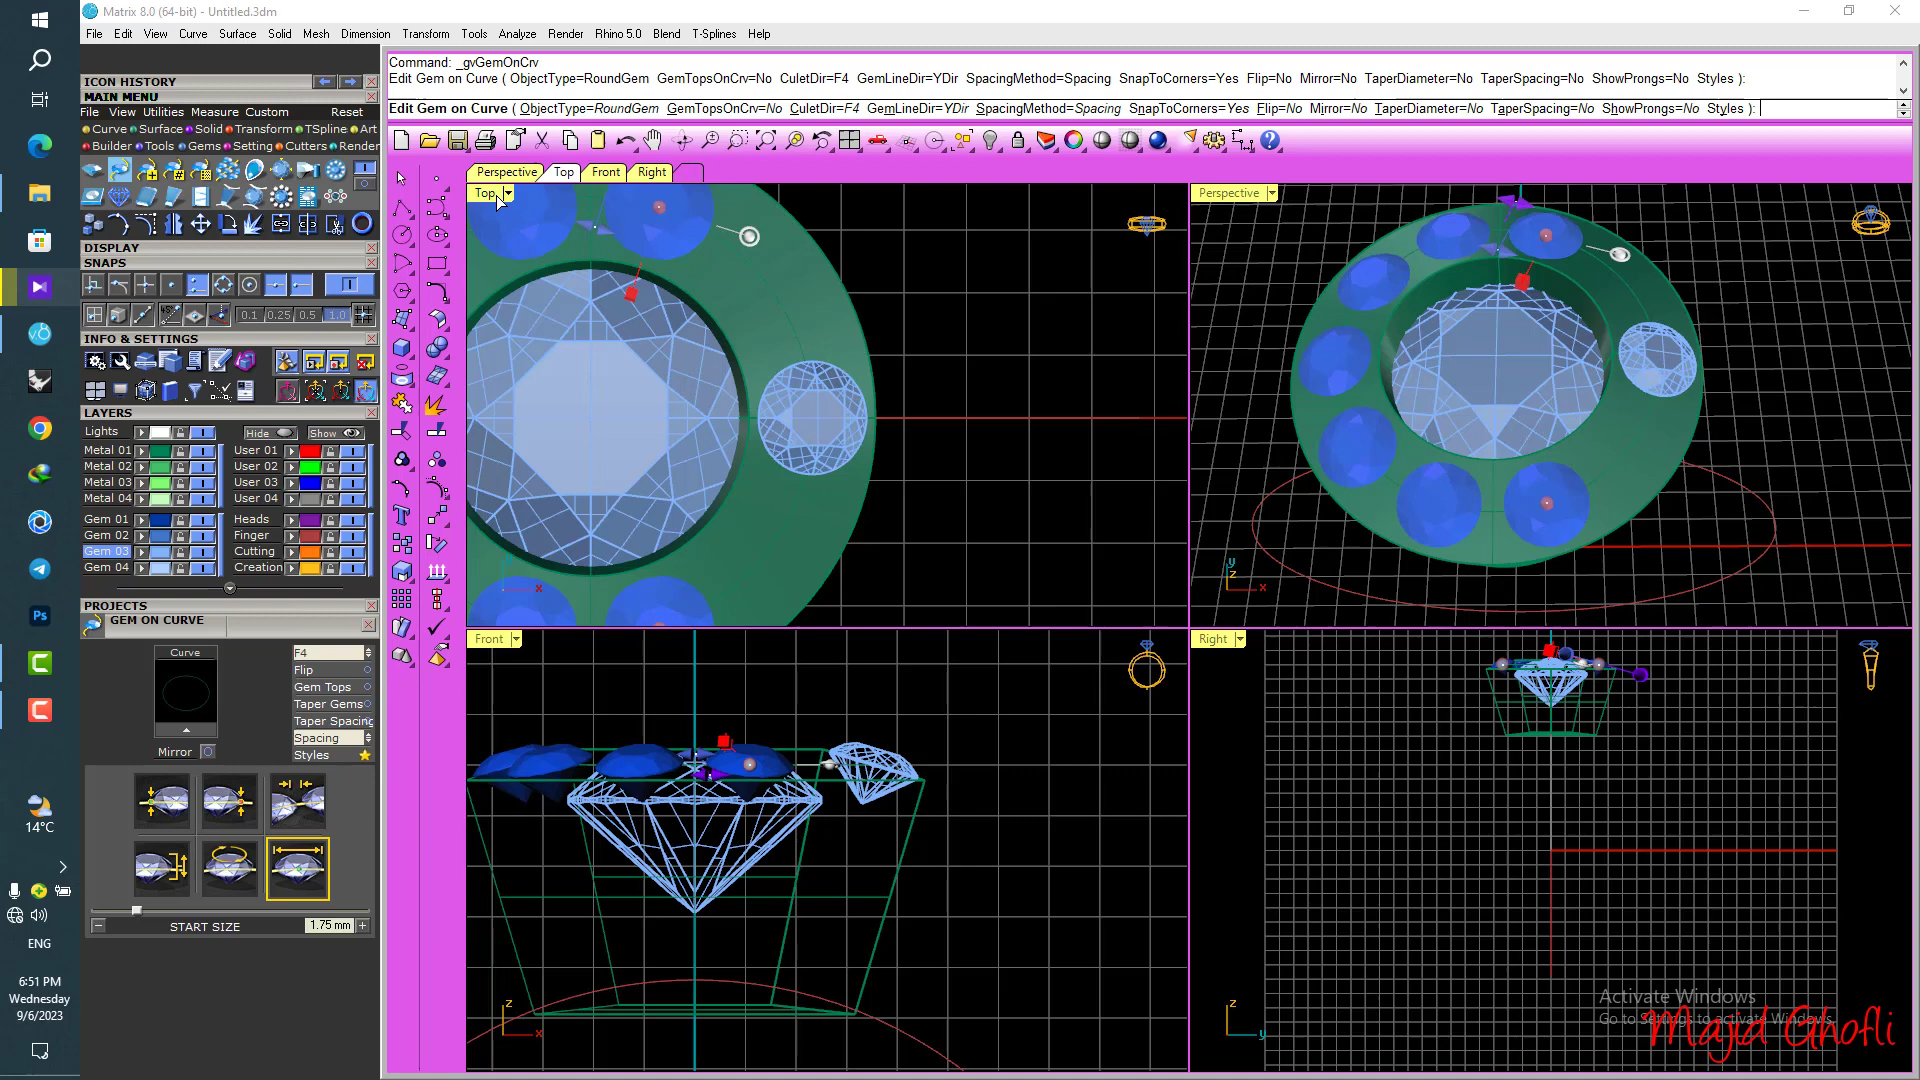 Matrix 8.0 (64-bit) - Untitled.3dm
File Edit View Curve Surface Solid Mesh Dimension Transform Tools Analyze Render Rhino 5.0 Blend T-Splines Help
Command: _gvGemOnCrv
Edit Gem on Curve ( ObjectType=RoundGem GemTopsOnCrv=No CuletDir=F4 GemLineDir=YDir SpacingMethod=Spacing SnapToCorners=Yes Flip=No Mirror=No TaperDiameter=No TaperSpacing=No ShowProngs=No Styles ):
Edit Gem on Curve ( ObjectType=RoundGem GemTopsOnCrv=No CuletDir=F4 GemLineDir=YDir SpacingMethod=Spacing SnapToCorners=Yes Flip=No Mirror=No TaperDiameter=No TaperSpacing=No ShowProngs=No Styles ):
ICON HISTORY
MAIN MENU
File View Utilities Measure Custom Reset
Curve Surface Solid Transform TSpline Art
Builder Tools Gems Setting Cutters Render
DISPLAY
SNAPS
0.1 0.25 0.5 1.0
INFO & SETTINGS
LAYERS
Lights Hide Show
Metal 01 User 01
Metal 02 User 02
Metal 03 User 03
Metal 04 User 04
Gem 01 Heads
Gem 02 Finger
Gem 03 Cutting
Gem 04 Creation
PROJECTS
GEM ON CURVE
Curve
F4
Flip
Gem Tops
Taper Gems
Taper Spacing
Spacing
Mirror
Styles
START SIZE 1.75 mm
Perspective Top Front Right
Top
Perspective
Front
Right
x
y
z
x
z
x
z
y
14°C
ENG
6:51 PM
Wednesday
9/6/2023
Ps
Activate Windows
Go to Settings to activate Windows.
Majid Ghofli